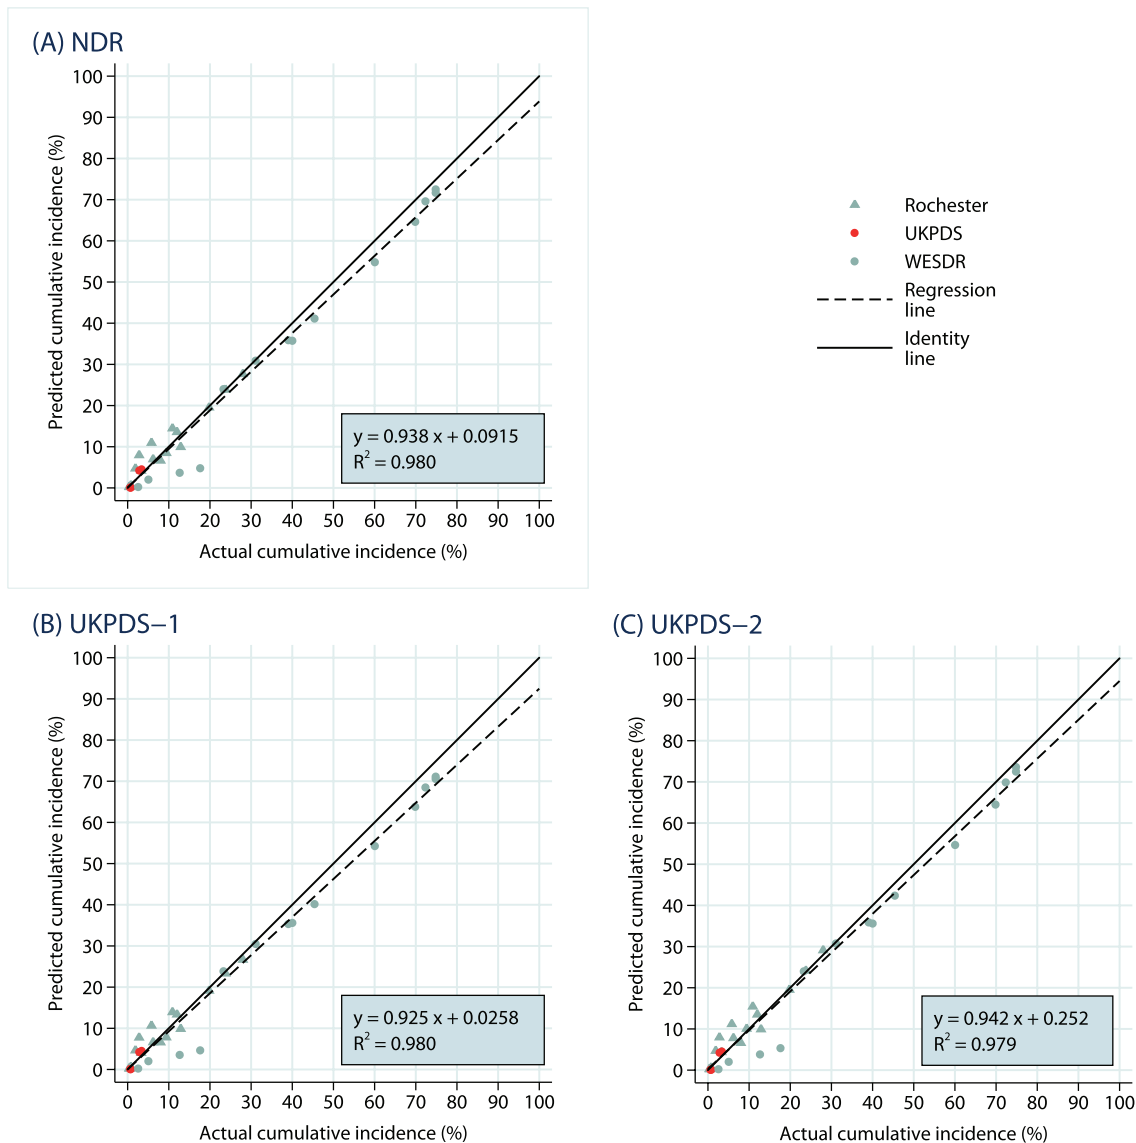 (A) NDR
Predicted cumulative incidence (%)
100
90
80
70
60
50
40
30
20
10
0
y = 0.938 x + 0.0915
R² = 0.980
0 10 20 30 40 50 60 70 80 90 100
Actual cumulative incidence (%)
Rochester
UKPDS
WESDR
Regression
line
Identity
line
(B) UKPDS−1
Predicted cumulative incidence (%)
100
90
80
70
60
50
40
30
20
10
0
y = 0.925 x + 0.0258
R² = 0.980
0 10 20 30 40 50 60 70 80 90 100
Actual cumulative incidence (%)
(C) UKPDS−2
Predicted cumulative incidence (%)
100
90
80
70
60
50
40
30
20
10
0
y = 0.942 x + 0.252
R² = 0.979
0 10 20 30 40 50 60 70 80 90 100
Actual cumulative incidence (%)